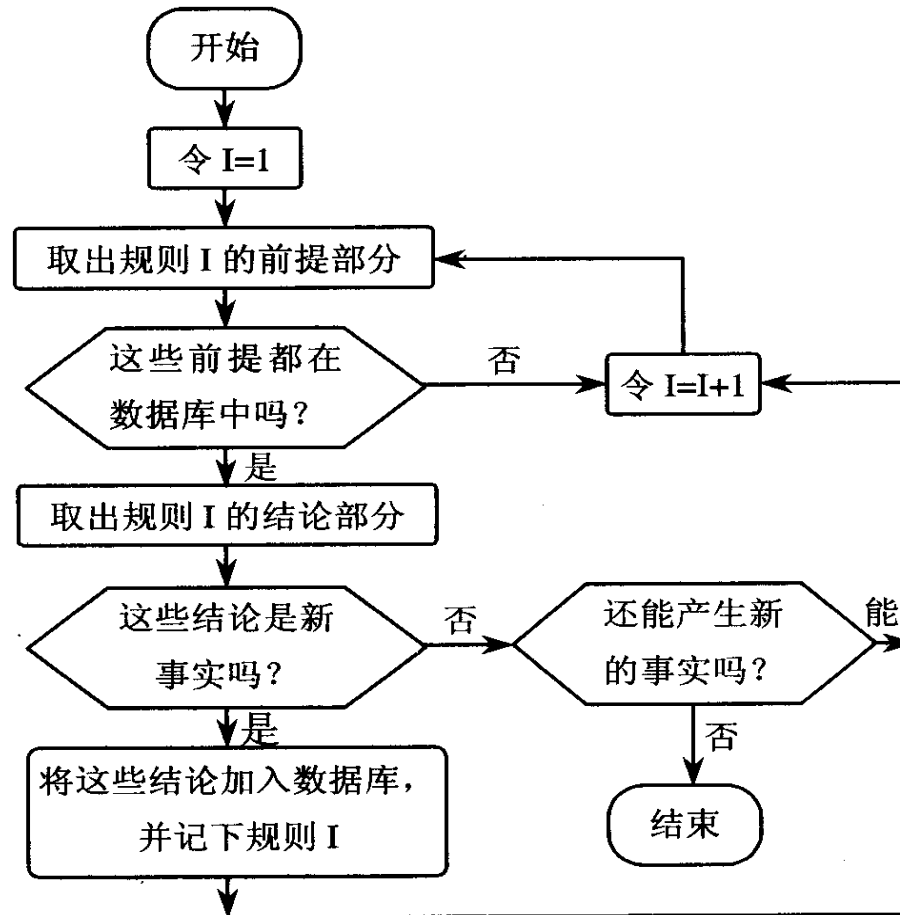 开始
令 I=1
取出规则 I 的前提部分
这些前提都在
数据库中吗？
否
令 I=I+1
是
取出规则 I 的结论部分
这些结论是新
事实吗？
否
还能产生新
的事实吗？
能
是
将这些结论加入数据库，
并记下规则 I
否
结束